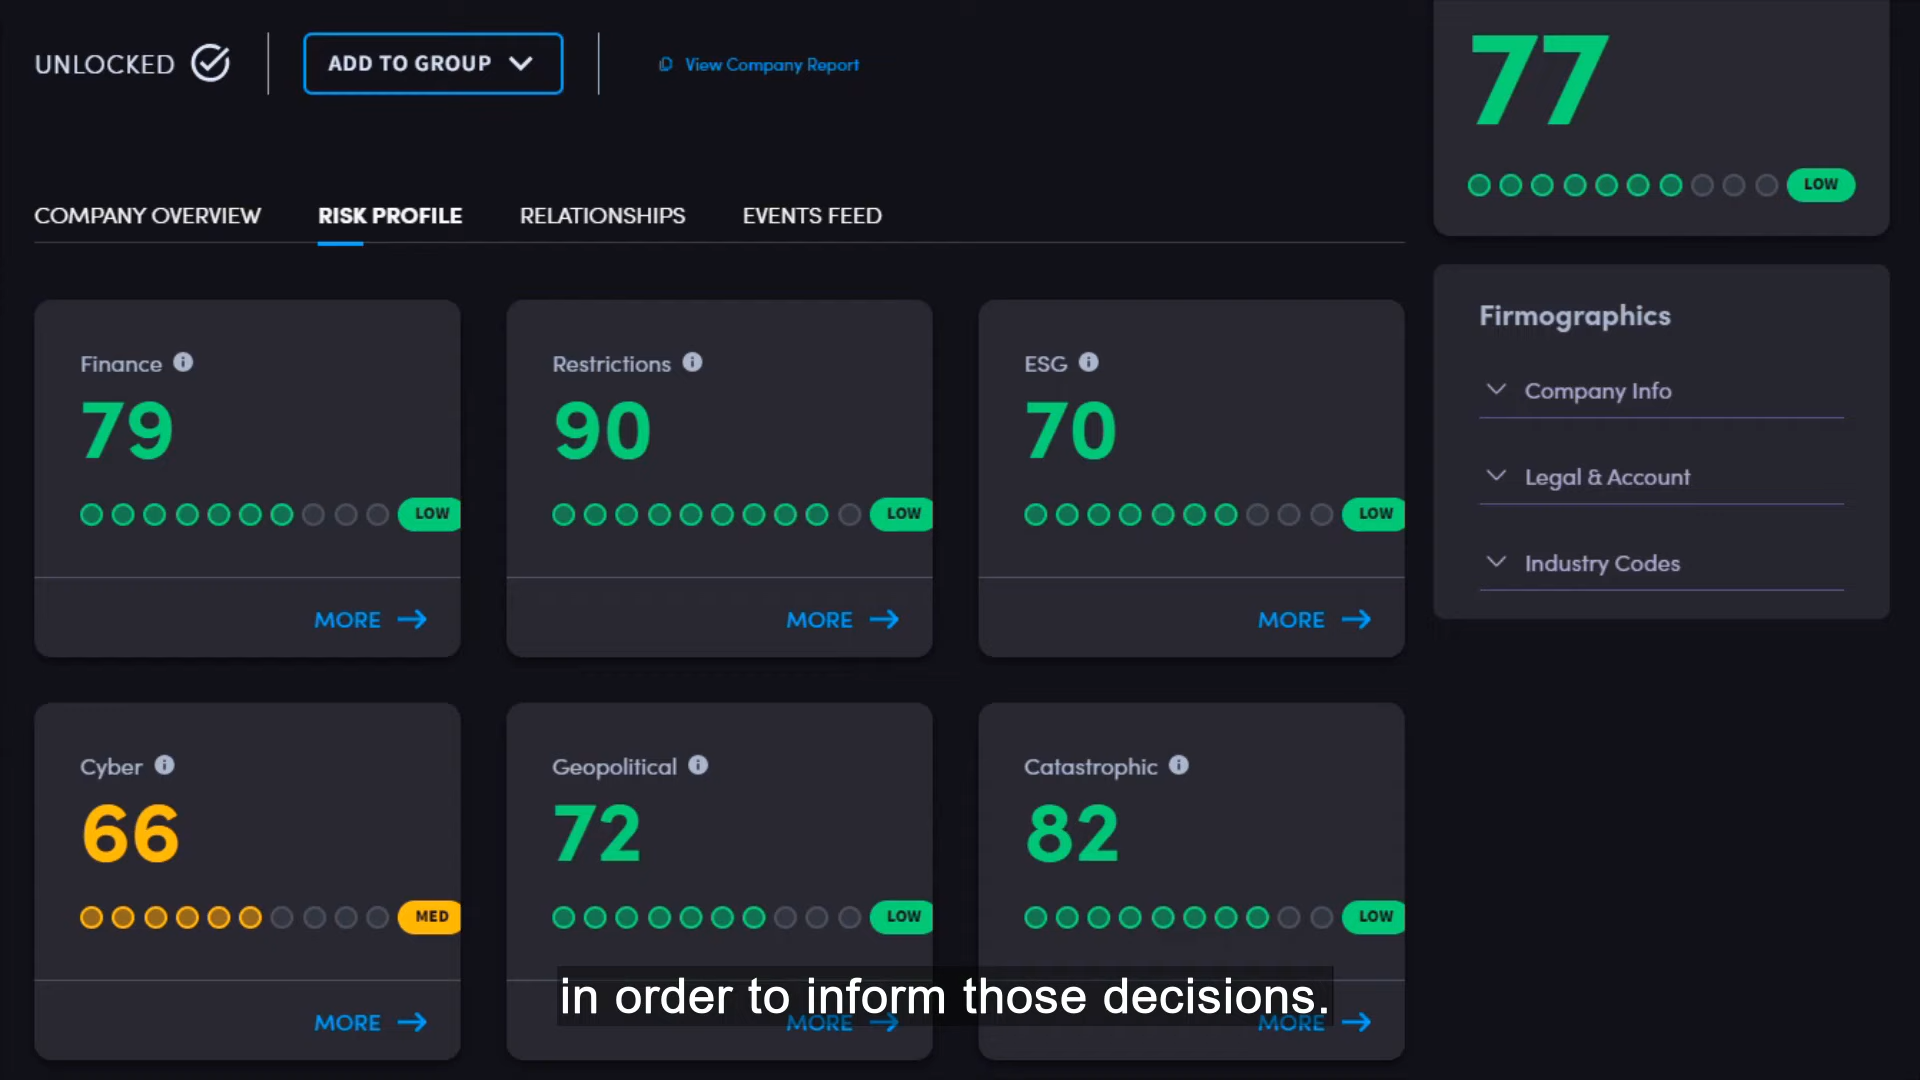 UNLOCKED
ADD TO GROUP
View Company Report
77
LOW
COMPANY OVERVIEW
RISK PROFILE
RELATIONSHIPS
EVENTS FEED
Finance
79
LOW
MORE
Restrictions
90
LOW
MORE
ESG
70
LOW
MORE
Firmographics
Company Info
Legal & Account
Industry Codes
Cyber
66
MED
MORE
Geopolitical
72
LOW
MORE
Catastrophic
82
LOW
MORE
in order to inform those decisions.